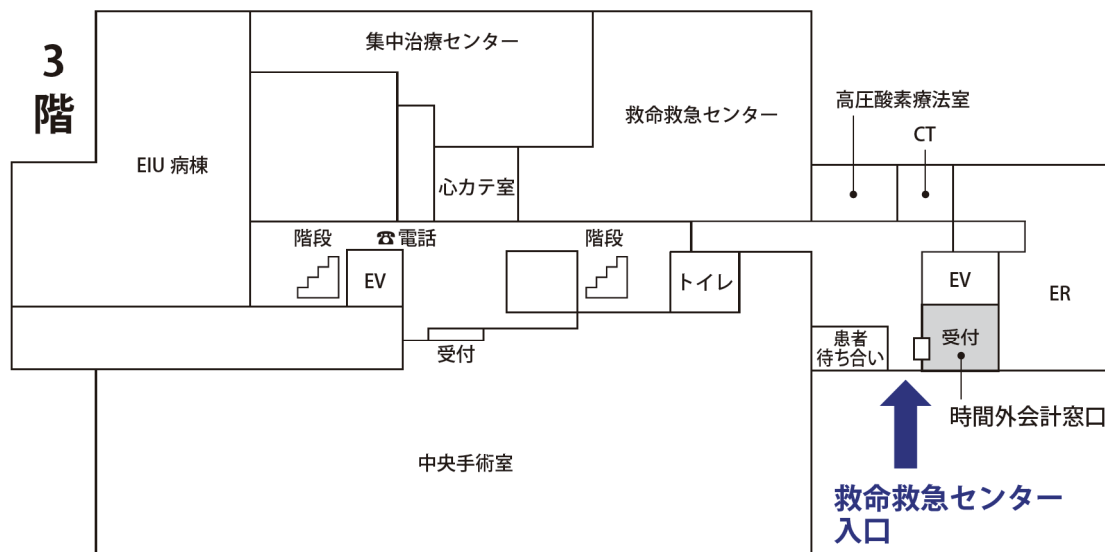 3
階
集中治療センター
高圧酸素療法室
救命救急センター
CT
EIU 病棟
心カテ室
階段
☎電話
階段
EV
トイレ
EV
ER
受付
患者
待ち合い
受付
時間外会計窓口
中央手術室
救命救急センター
入口